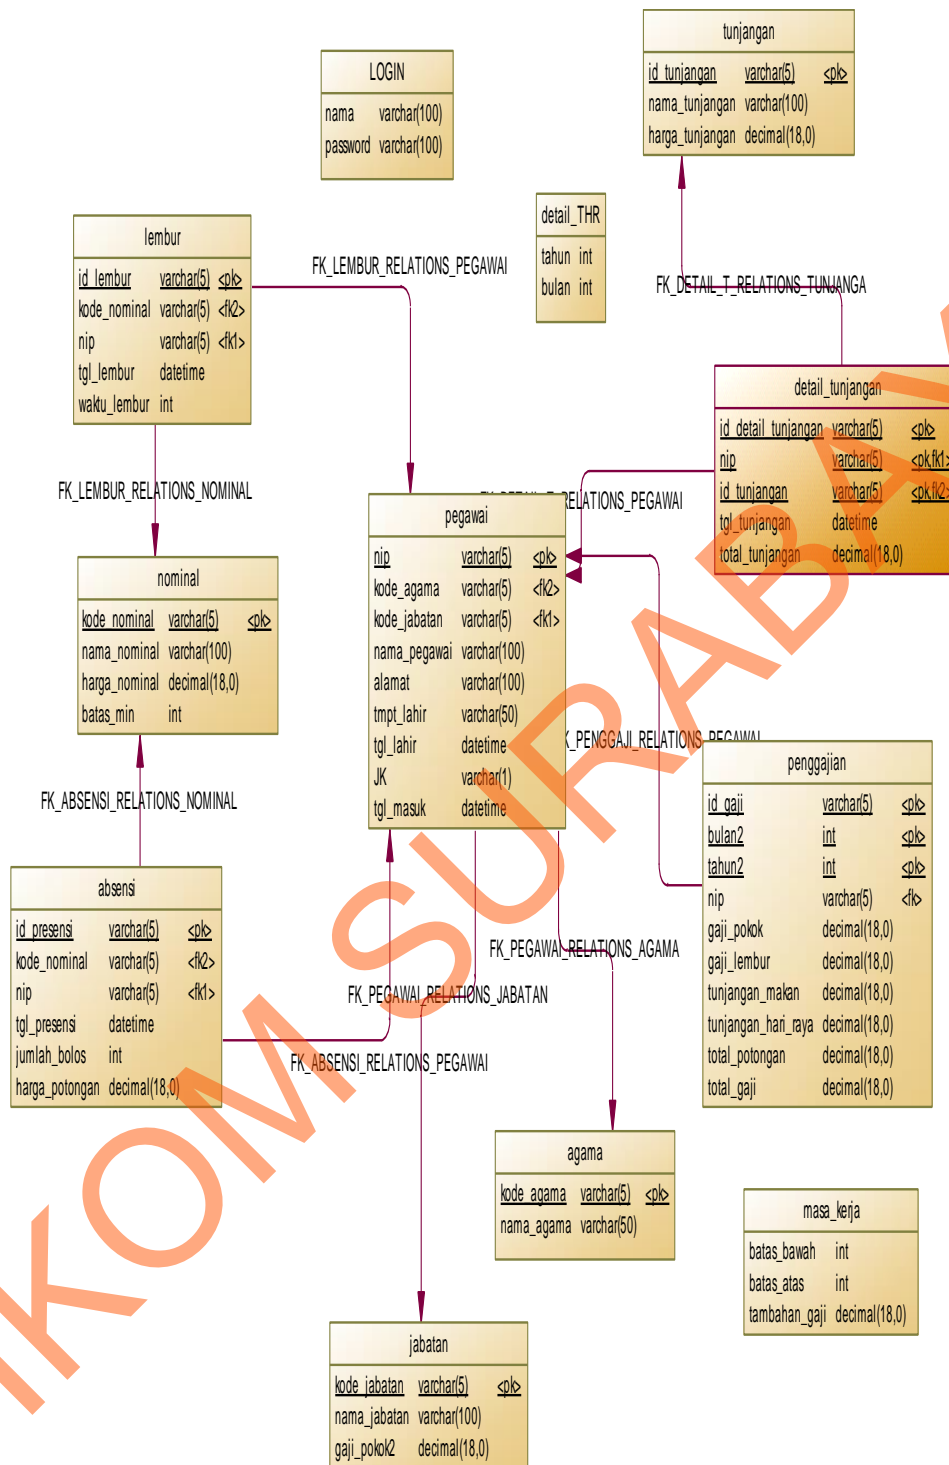 tunjangan
id_tunjangan varchar(5) <pk>
nama_tunjangan varchar(100)
harga_tunjangan decimal(18,0)
LOGIN
nama varchar(100)
password varchar(100)
detail_THR
tahun int
bulan int
lembur
id_lembur varchar(5) <pk>
kode_nominal varchar(5) <fk2>
nip varchar(5) <fk1>
tgl_lembur datetime
waktu_lembur int
FK_LEMBUR_RELATIONS_PEGAWAI
FK_DETAIL_T_RELATIONS_TUNJANGA
detail_tunjangan
id_detail_tunjangan varchar(5) <pk>
nip varchar(5) <pk,fk1>
id_tunjangan varchar(5) <pk,fk2>
tgl_tunjangan datetime
total_tunjangan decimal(18,0)
FK_LEMBUR_RELATIONS_NOMINAL
RELATIONS_PEGAWAI
pegawai
nip varchar(5) <pk>
kode_agama varchar(5) <fk2>
kode_jabatan varchar(5) <fk1>
nama_pegawai varchar(100)
alamat varchar(100)
tmpt_lahir varchar(50)
tgl_lahir datetime
JK varchar(1)
tgl_masuk datetime
nominal
kode_nominal varchar(5) <pk>
nama_nominal varchar(100)
harga_nominal decimal(18,0)
batas_min int
K_PENGGAJI_RELATIONS_PEGAWAI
FK_ABSENSI_RELATIONS_NOMINAL
penggajian
id_gaji varchar(5) <pk>
bulan2 int <pk>
tahun2 int <pk>
nip varchar(5) <fk>
gaji_pokok decimal(18,0)
gaji_lembur decimal(18,0)
tunjangan_makan decimal(18,0)
tunjangan_hari_raya decimal(18,0)
total_potongan decimal(18,0)
total_gaji decimal(18,0)
absensi
id_presensi varchar(5) <pk>
kode_nominal varchar(5) <fk2>
nip varchar(5) <fk1>
tgl_presensi datetime
jumlah_bolos int
harga_potongan decimal(18,0)
FK_PEGAWAI_RELATIONS_AGAMA
FK_PEGAWAI_RELATIONS_JABATAN
FK_ABSENSI_RELATIONS_PEGAWAI
agama
kode_agama varchar(5) <pk>
nama_agama varchar(50)
masa_kerja
batas_bawah int
batas_atas int
tambahan_gaji decimal(18,0)
jabatan
kode_jabatan varchar(5) <pk>
nama_jabatan varchar(100)
gaji_pokok2 decimal(18,0)
IKOM SURABAY